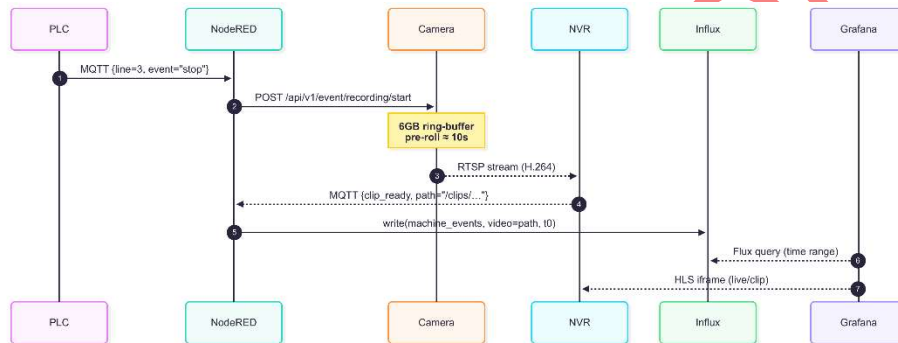 PLC
NodeRED
Camera
NVR
Influx
Grafana
1
MQTT {line=3, event="stop"}
2
POST /api/v1/event/recording/start
6GB ring-buffer
pre-roll ≈ 10s
3
RTSP stream (H.264)
MQTT {clip_ready, path="/clips/…"}
4
5
write(machine_events, video=path, t0)
Flux query (time range)
6
HLS iframe (live/clip)
7
PLC
NodeRED
Camera
NVR
Influx
Grafana